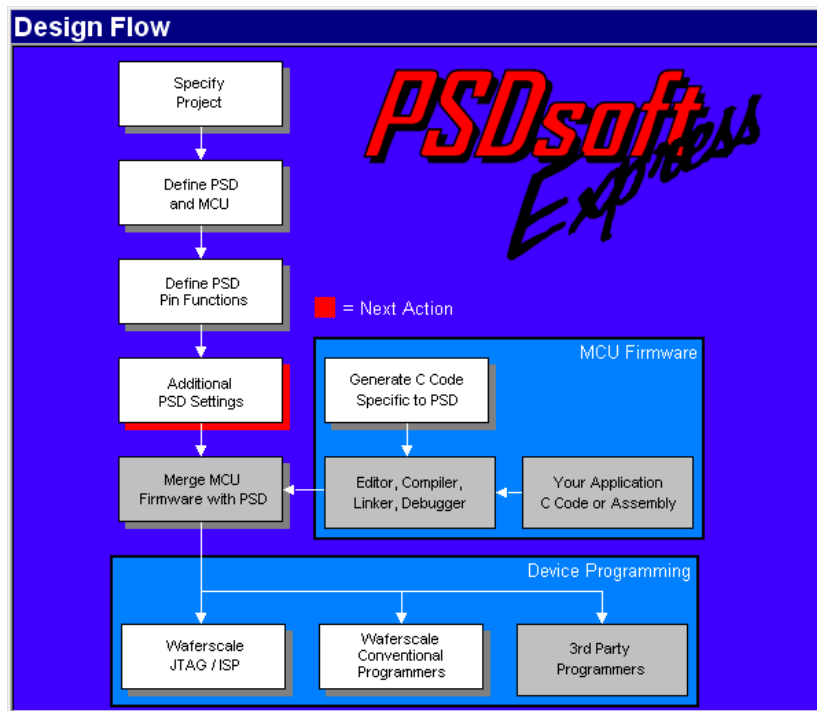 Design Flow
PSDsoft
Express
Specify
Project
Define PSD
and MCU
Define PSD
Pin Functions
= Next Action
MCU Firmware
Additional
PSD Settings
Generate C Code
Specific to PSD
Merge MCU
Firmware with PSD
Editor, Compiler,
Linker, Debugger
Your Application
C Code or Assembly
Device Programming
Waferscale
JTAG / ISP
Waferscale
Conventional
Programmers
3rd Party
Programmers